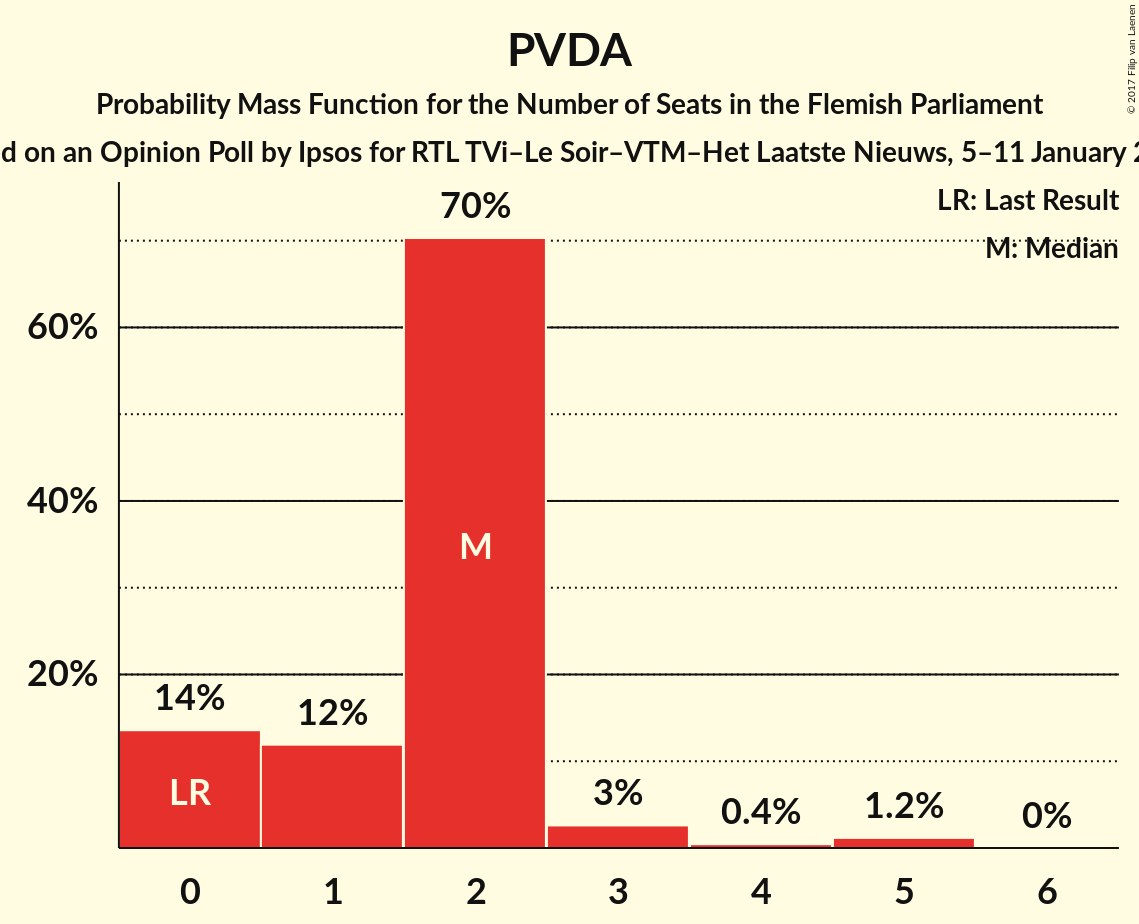 PVDA
Probability Mass Function for the Number of Seats in the Flemish Parliament
d on an Opinion Poll by Ipsos for RTL TVi–Le Soir–VTM–Het Laatste Nieuws, 5–11 January 2
© 2017 Filip van Laenen
LR: Last Result
M: Median
70%
60%
40%
20%
M
14%
12%
LR
3%
0.4%
1.2%
0%
0 1 2 3 4 5 6